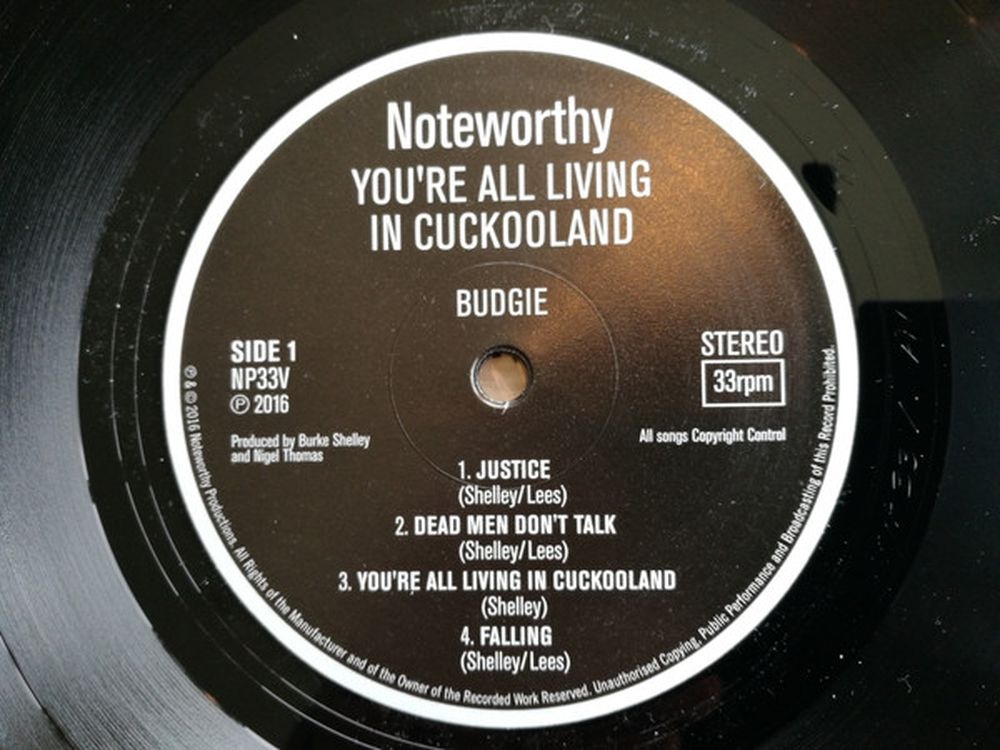 Noteworthy
YOU'RE ALL LIVING
IN CUCKOOLAND
BUDGIE
SIDE 1
NP33V
℗ 2016
STEREO
33rpm
Produced by Burke Shelley
and Nigel Thomas
All songs Copyright Control
1. JUSTICE
(Shelley/Lees)
2. DEAD MEN DON'T TALK
(Shelley/Lees)
3. YOU'RE ALL LIVING IN CUCKOOLAND
(Shelley)
4. FALLING
(Shelley/Lees)
℗ & © 2016 Noteworthy Productions. All Rights of the Manufacturer and of the Owner of the Recorded Work Reserved. Unauthorised Copying, Public Performance and Broadcasting of this Record Prohibited.